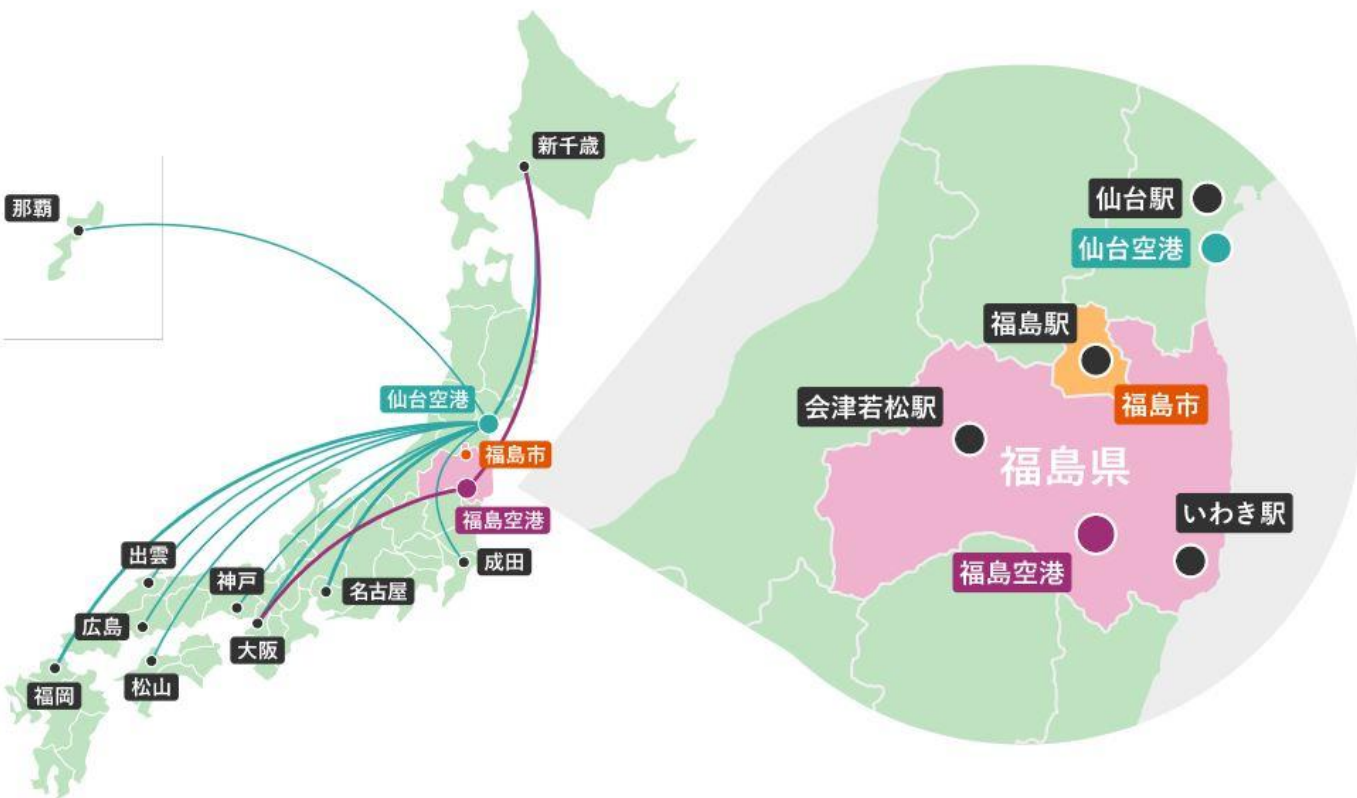 新千歳
那覇
仙台空港
福島市
福島空港
出雲
成田
神戸
名古屋
広島
大阪
福岡
松山
仙台駅
仙台空港
福島駅
会津若松駅
福島市
福島県
いわき駅
福島空港